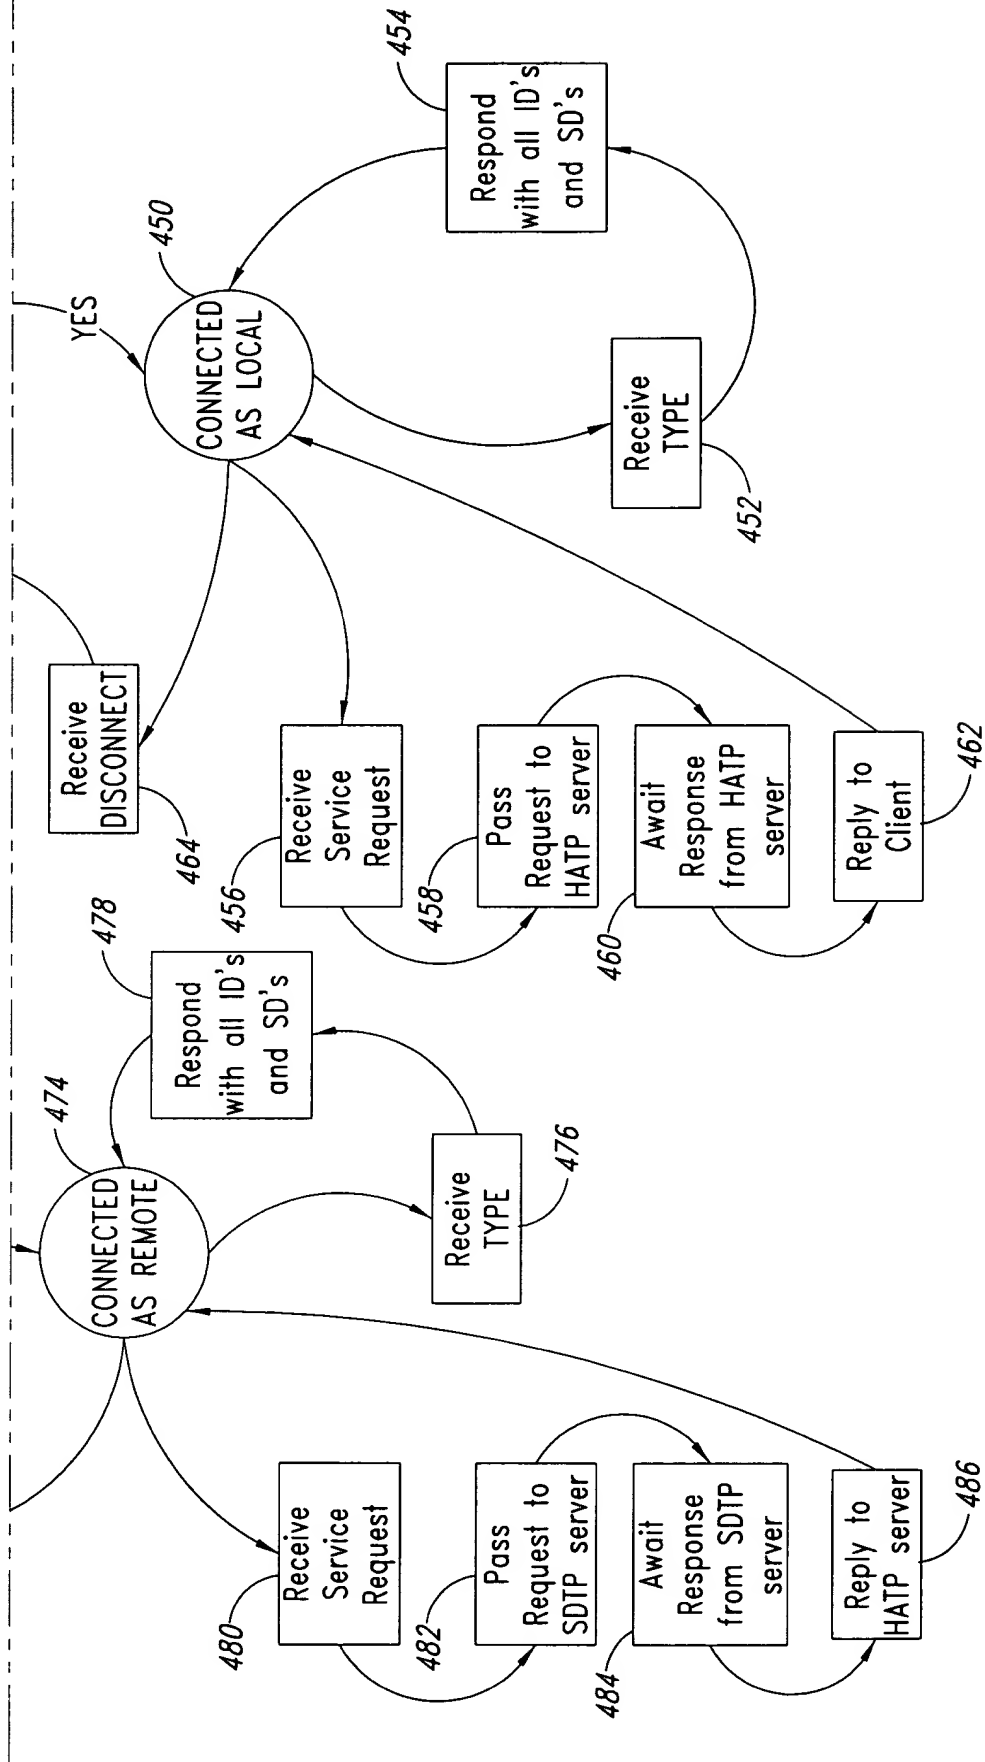 474
CONNECTED
AS REMOTE
478
Respond
with all ID's
and SD's
Receive
TYPE
476
480
Receive
Service
Request
482
Pass
Request to
SDTP server
484
Await
Response
from SDTP
server
Reply to
HATP server
486
YES
450
CONNECTED
AS LOCAL
454
Respond
with all ID's
and SD's
Receive
TYPE
452
Receive
DISCONNECT
464
456
Receive
Service
Request
458
Pass
Request to
HATP server
460
Await
Response
from HATP
server
Reply to
Client
462